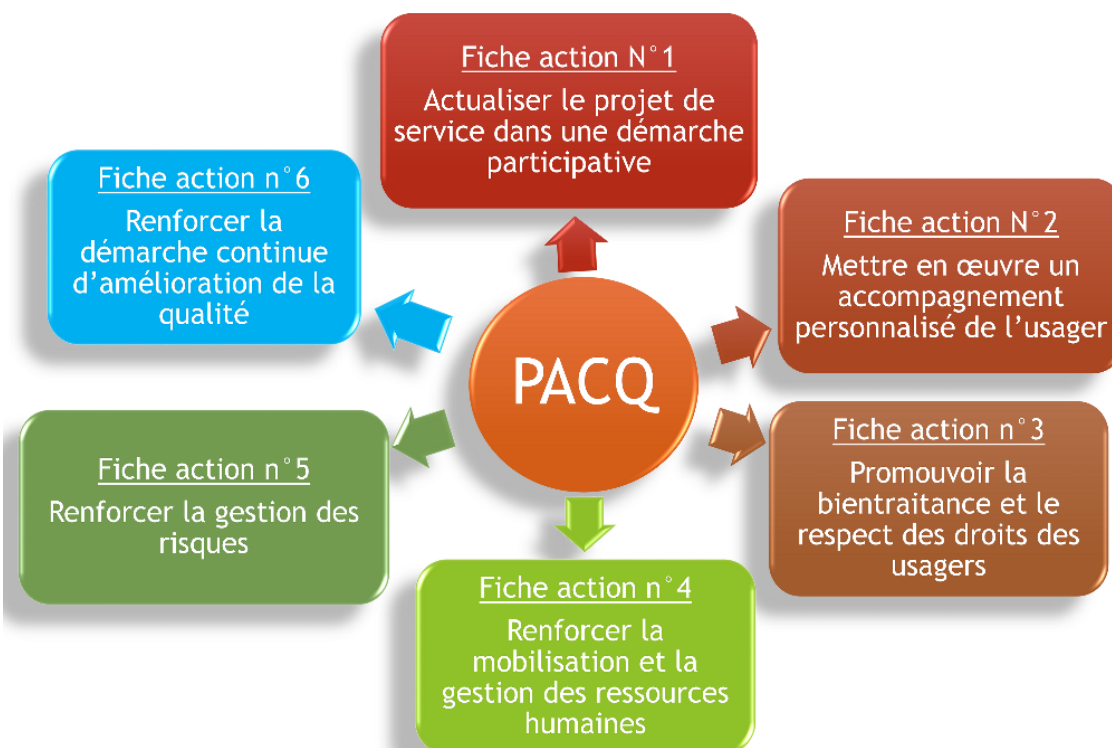 Fiche action N°1
Actualiser le projet de
service dans une démarche
participative
Fiche action N°2
Mettre en œuvre un
accompagnement
personnalisé de l’usager
Fiche action n°3
Promouvoir la
bientraitance et le
respect des droits des
usagers
Fiche action n°4
Renforcer la
mobilisation et la
gestion des ressources
humaines
Fiche action n°5
Renforcer la gestion des
risques
Fiche action n°6
Renforcer la
démarche continue
d’amélioration de la
qualité
PACQ